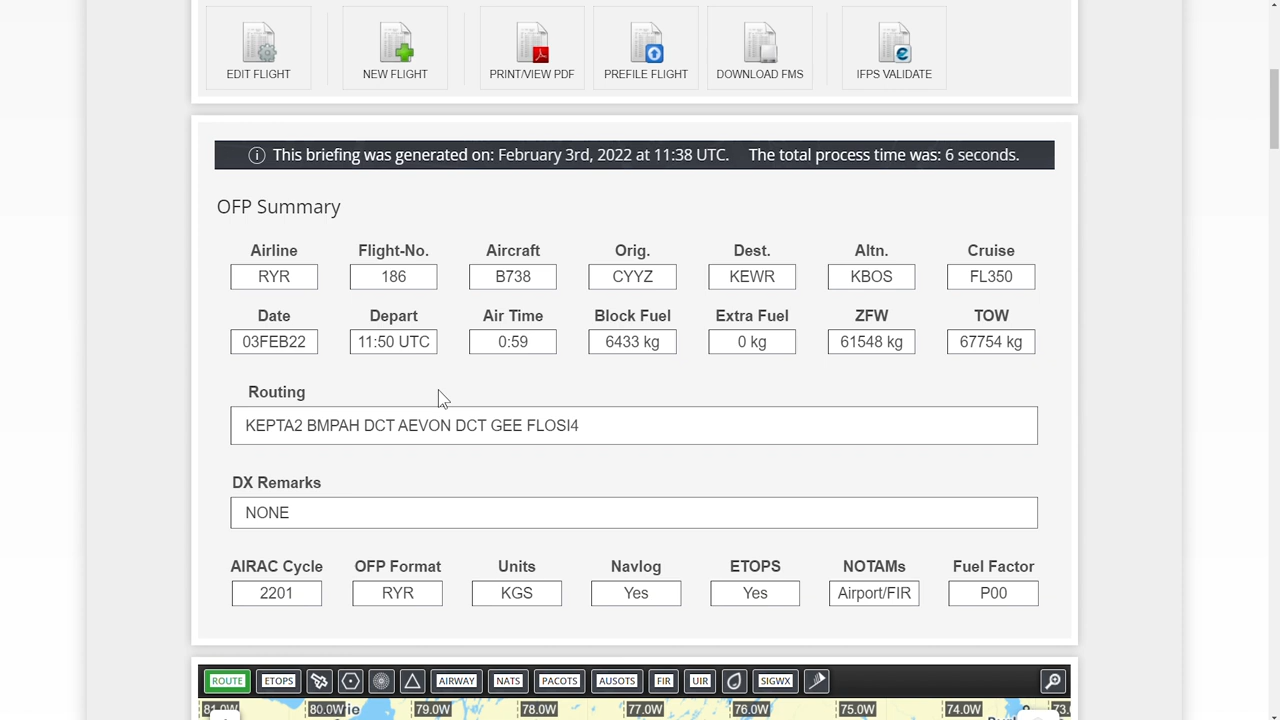 EDIT FLIGHT NEW FLIGHT PRINT/VIEW PDF PREFILE FLIGHT DOWNLOAD FMS IFPS VALIDATE
This briefing was generated on: February 3rd, 2022 at 11:38 UTC. The total process time was: 6 seconds.
OFP Summary
Airline Flight-No. Aircraft Orig. Dest. Altn. Cruise
RYR 186 B738 CYYZ KEWR KBOS FL350
Date Depart Air Time Block Fuel Extra Fuel ZFW TOW
03FEB22 11:50 UTC 0:59 6433 kg 0 kg 61548 kg 67754 kg
Routing
KEPTA2 BMPAH DCT AEVON DCT GEE FLOSI4
DX Remarks
NONE
AIRAC Cycle OFP Format Units Navlog ETOPS NOTAMs Fuel Factor
2201 RYR KGS Yes Yes Airport/FIR P00
ROUTE ETOPS AIRWAY NATS PACOTS AUSOTS FIR UIR SIGWX
81.0W 80.0W 79.0W 78.0W 77.0W 76.0W 75.0W 74.0W 73.0